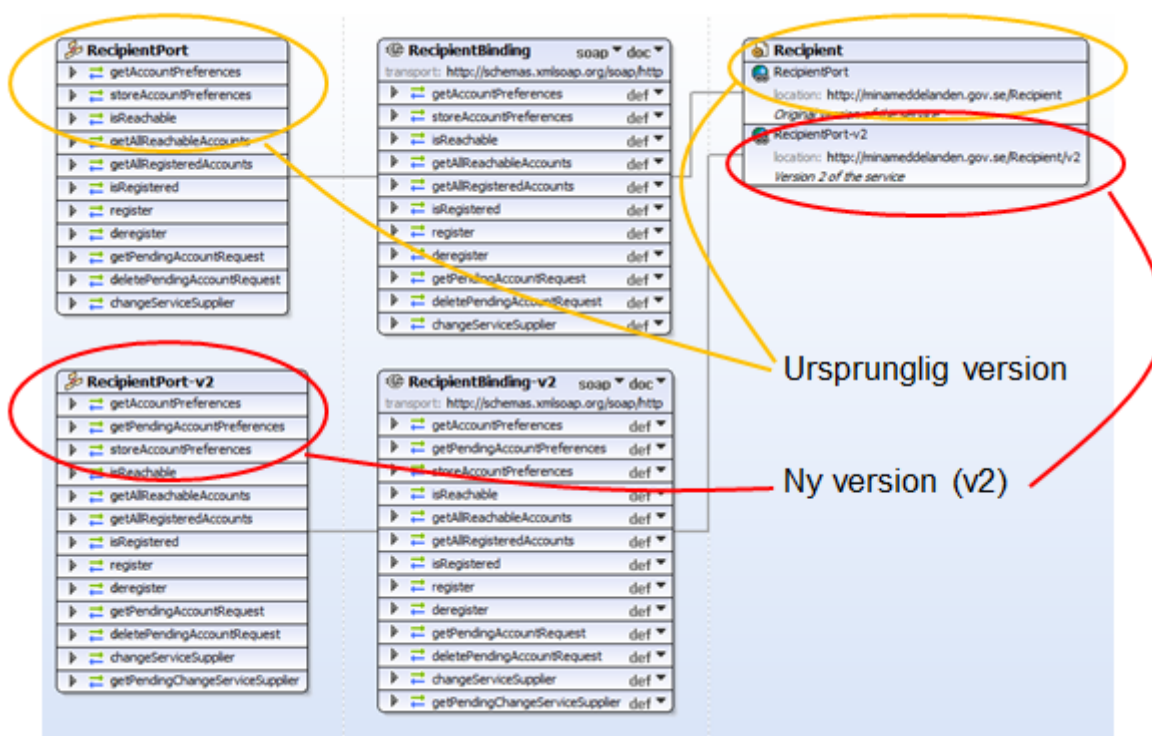 RecipientPort
getAccountPreferences
storeAccountPreferences
isReachable
getAllReachableAccounts
getAllRegisteredAccounts
isRegistered
register
deregister
getPendingAccountRequest
deletePendingAccountRequest
changeServiceSupplier
RecipientBinding soap doc
transport: http://schemas.xmlsoap.org/soap/http
getAccountPreferences def
storeAccountPreferences def
isReachable def
getAllReachableAccounts def
getAllRegisteredAccounts def
isRegistered def
register def
deregister def
getPendingAccountRequest def
deletePendingAccountRequest def
changeServiceSupplier def
Recipient
RecipientPort
location: http://minameddelanden.gov.se/Recipient
Original version of the service
RecipientPort-v2
location: http://minameddelanden.gov.se/Recipient/v2
Version 2 of the service
Ursprunglig version
RecipientPort-v2
getAccountPreferences
getPendingAccountPreferences
storeAccountPreferences
isReachable
getAllReachableAccounts
getAllRegisteredAccounts
isRegistered
register
deregister
getPendingAccountRequest
deletePendingAccountRequest
changeServiceSupplier
getPendingChangeServiceSupplier
RecipientBinding-v2 soap doc
transport: http://schemas.xmlsoap.org/soap/http
getAccountPreferences def
getPendingAccountPreferences def
storeAccountPreferences def
isReachable def
getAllReachableAccounts def
getAllRegisteredAccounts def
isRegistered def
register def
deregister def
getPendingAccountRequest def
deletePendingAccountRequest def
changeServiceSupplier def
getPendingChangeServiceSupplier def
Ny version (v2)